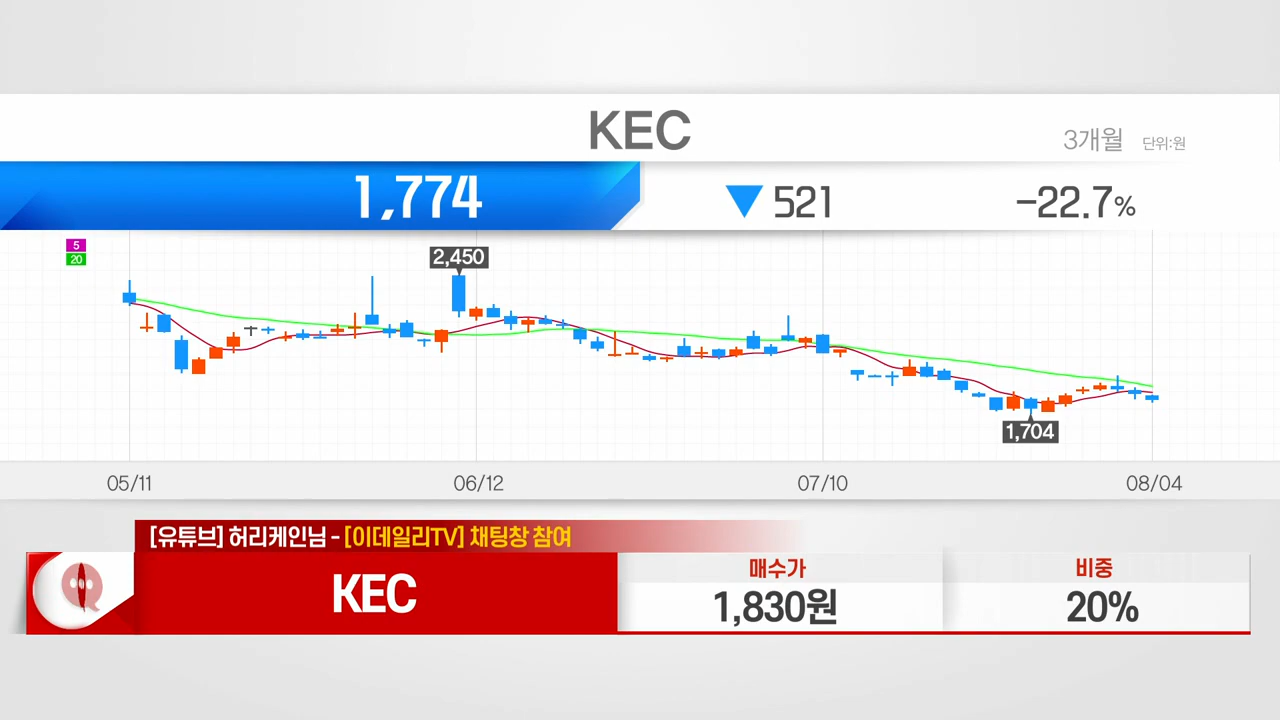 KEC
3개월 단위:원
1,774 ▼521 -22.7%
5
20
2,450
1,704
05/11 06/12 07/10 08/04
[유튜브] 허리케인님 - [이데일리TV] 채팅창 참여
KEC
매수가
1,830원
비중
20%